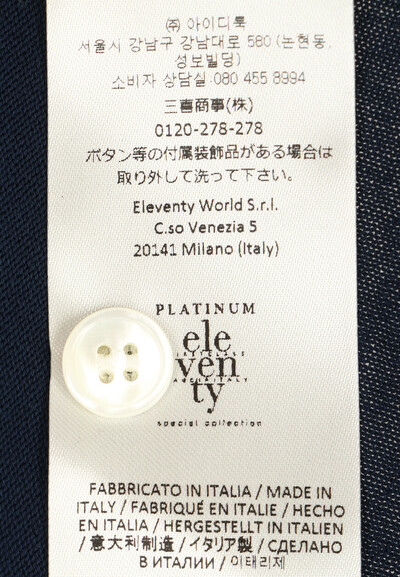 (주) 아이디룩
서울시 강남구 강남대로 580 (논현동,
성보빌딩)
소비자 상담실:080 455 8994
三喜商事(株)
0120-278-278
ボタン等の付属装飾品がある場合は
取り外して洗って下さい。
Eleventy World S.r.l.
C.so Venezia 5
20141 Milano (Italy)
PLATINUM
ele
ven
ty
special collection
FABBRICATO IN ITALIA / MADE IN
ITALY / FABRIQUÉ EN ITALIE / HECHO
EN ITALIA / HERGESTELLT IN ITALIEN
/ 意大利制造 / イタリア製 / СДЕЛАНО
В ИТАЛИИ / 이태리제